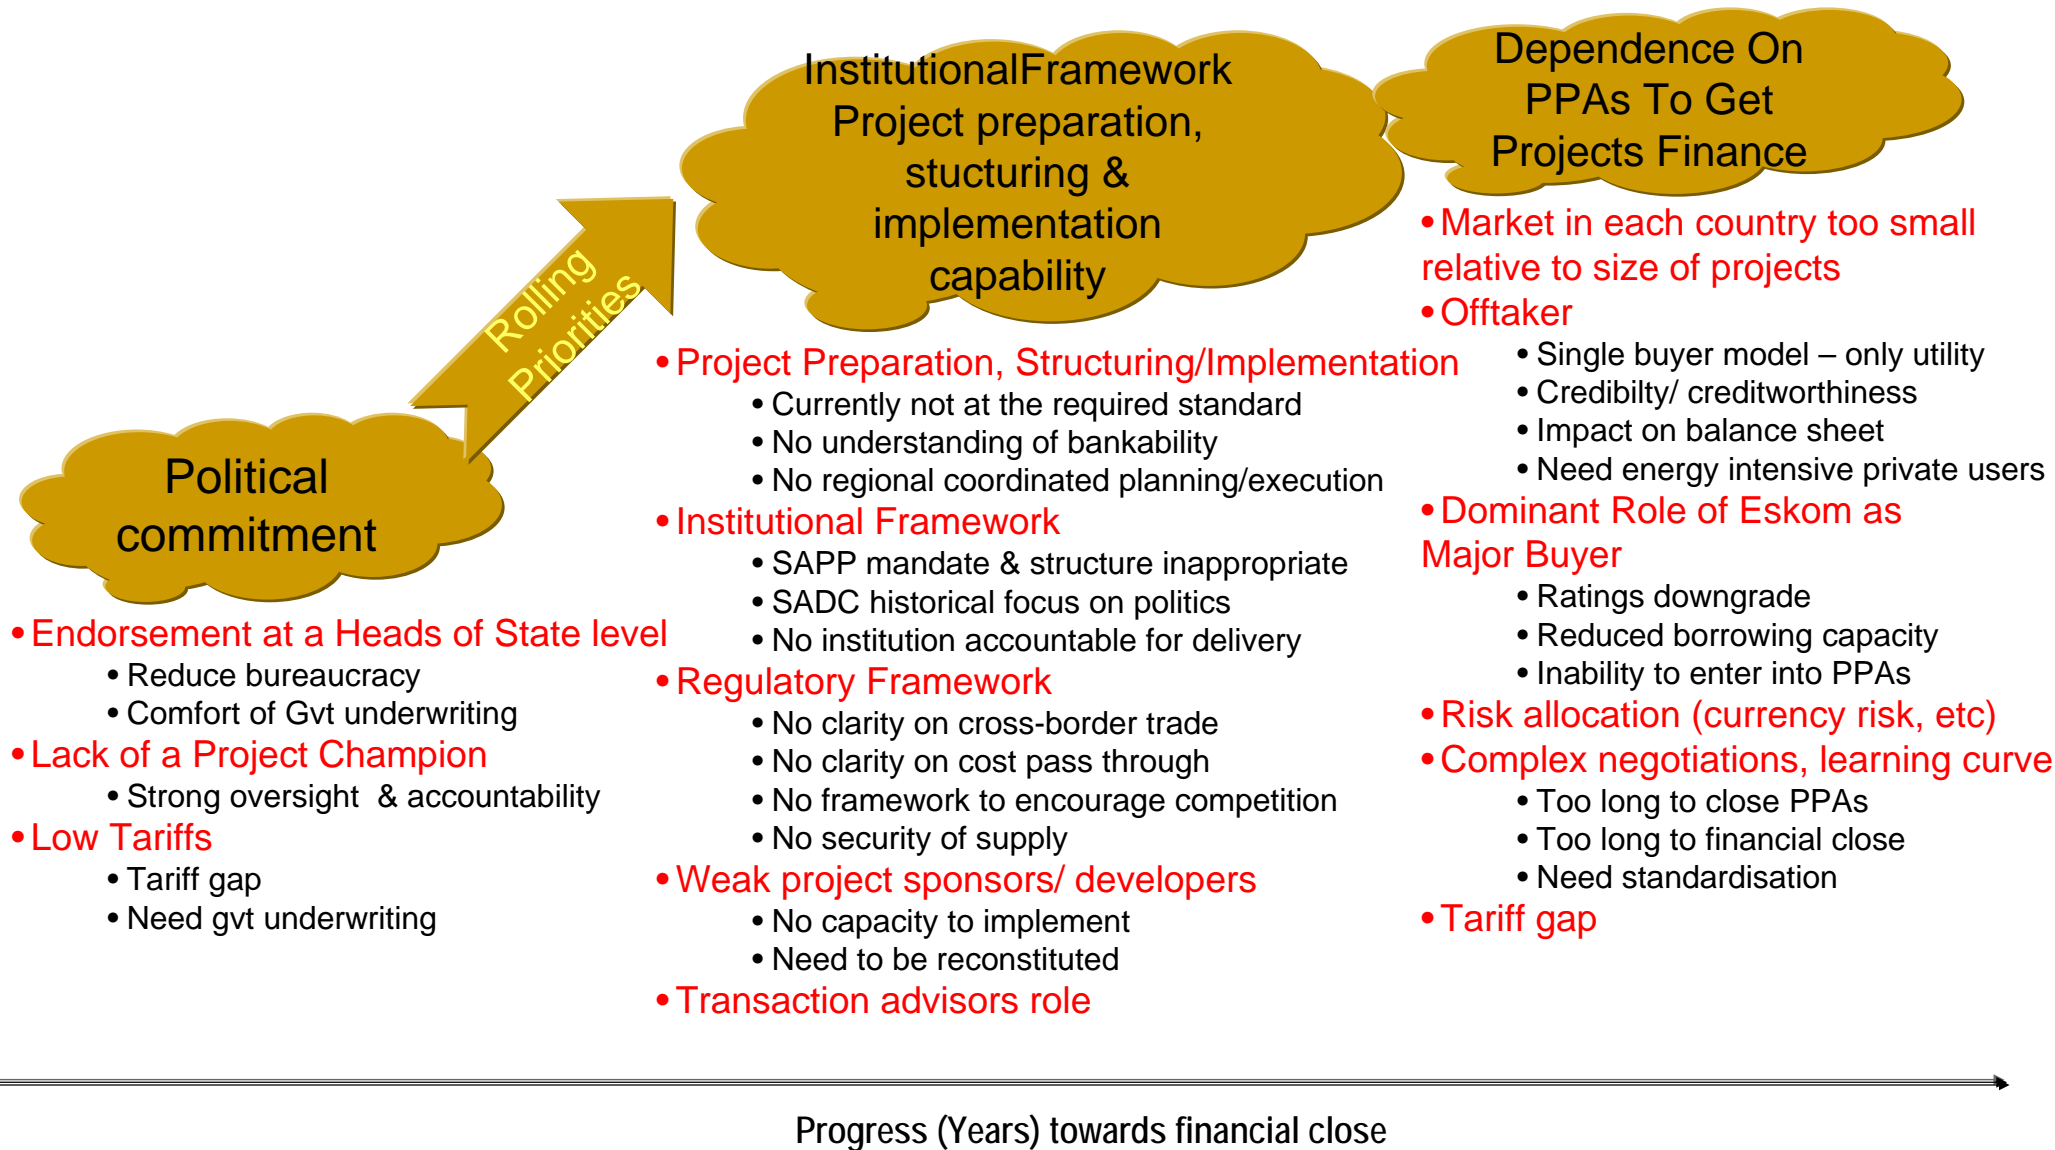 Political
commitment
• Endorsement at a Heads of State level
• Reduce bureaucracy
• Comfort of Gvt underwriting
• Lack of a Project Champion
• Strong oversight & accountability
• Low Tariffs
• Tariff gap
• Need gvt underwriting
Rolling
Priorities
InstitutionalFramework
Project preparation,
stucturing &
implementation
capability
• Project Preparation, Structuring/Implementation
• Currently not at the required standard
• No understanding of bankability
• No regional coordinated planning/execution
• Institutional Framework
• SAPP mandate & structure inappropriate
• SADC historical focus on politics
• No institution accountable for delivery
• Regulatory Framework
• No clarity on cross-border trade
• No clarity on cost pass through
• No framework to encourage competition
• No security of supply
• Weak project sponsors/ developers
• No capacity to implement
• Need to be reconstituted
• Transaction advisors role
Dependence On
PPAs To Get
Projects Finance
• Market in each country too small
relative to size of projects
• Offtaker
• Single buyer model – only utility
• Credibilty/ creditworthiness
• Impact on balance sheet
• Need energy intensive private users
• Dominant Role of Eskom as
Major Buyer
• Ratings downgrade
• Reduced borrowing capacity
• Inability to enter into PPAs
• Risk allocation (currency risk, etc)
• Complex negotiations, learning curve
• Too long to close PPAs
• Too long to financial close
• Need standardisation
• Tariff gap
Progress (Years) towards financial close